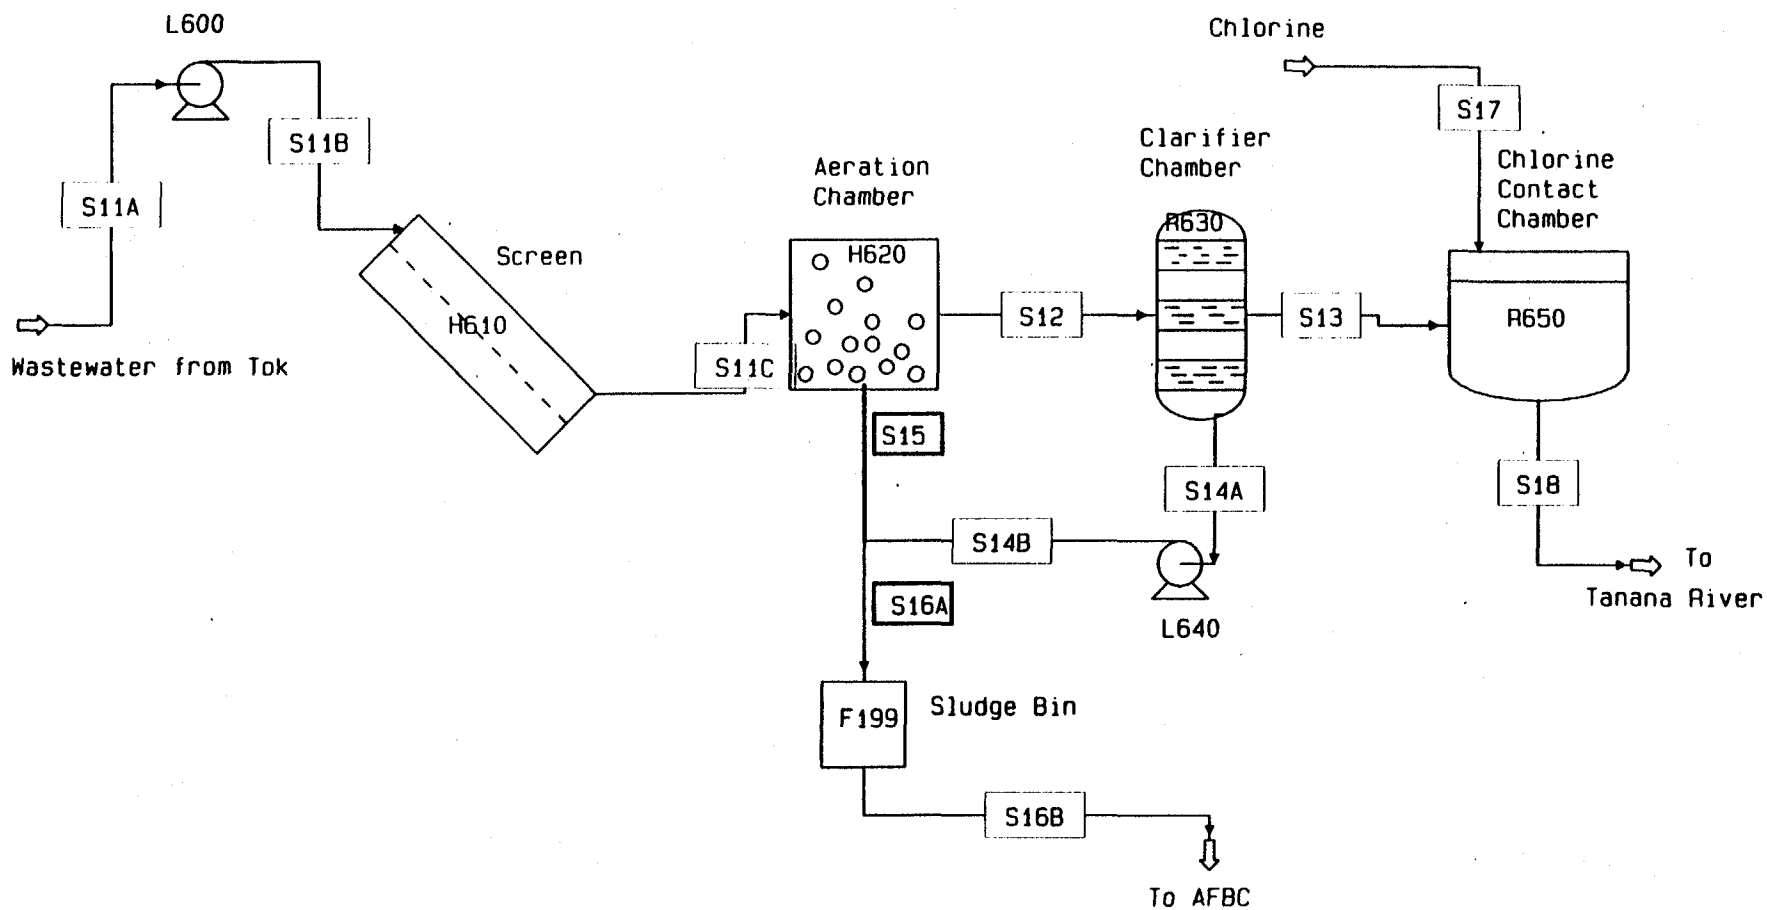 L600
Chlorine
S11B
S17
S11A
Aeration
Chamber
Clarifier
Chamber
Chlorine
Contact
Chamber
Screen
H610
H620
R630
S11C
S12
S13
R650
Wastewater from Tok
S15
S14A
S18
S14B
To
Tanana River
S16A
L640
F199
Sludge Bin
S16B
To AFBC